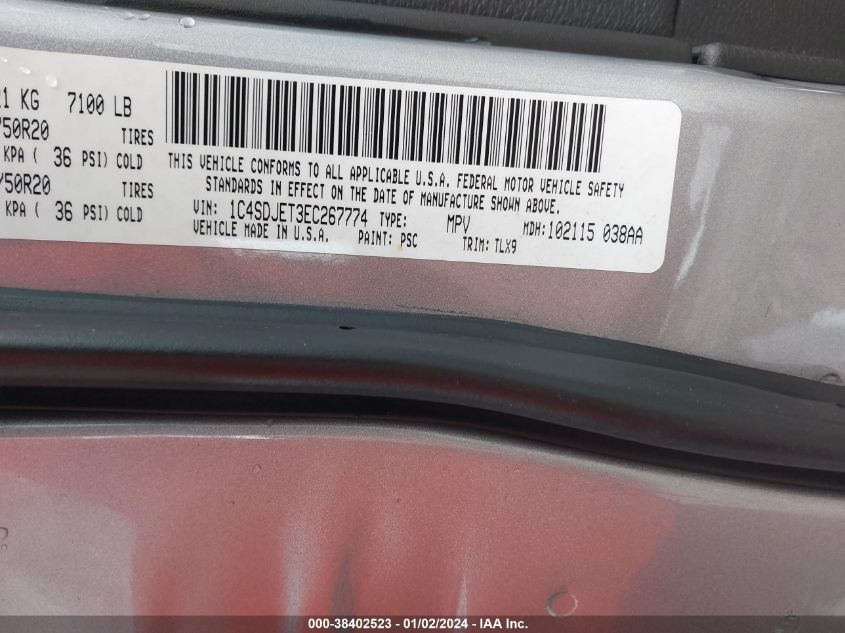 21 KG 7100 LB
/50R20 TIRES
KPA ( 36 PSI) COLD
/50R20 TIRES
KPA ( 36 PSI) COLD
THIS VEHICLE CONFORMS TO ALL APPLICABLE U.S.A. FEDERAL MOTOR VEHICLE SAFETY
STANDARDS IN EFFECT ON THE DATE OF MANUFACTURE SHOWN ABOVE.
VIN: 1C4SDJET3EC267774 TYPE: MPV MDH:102115 038AA
VEHICLE MADE IN U.S.A. PAINT: PSC TRIM: TLX9
000-38402523 - 01/02/2024 - IAA Inc.